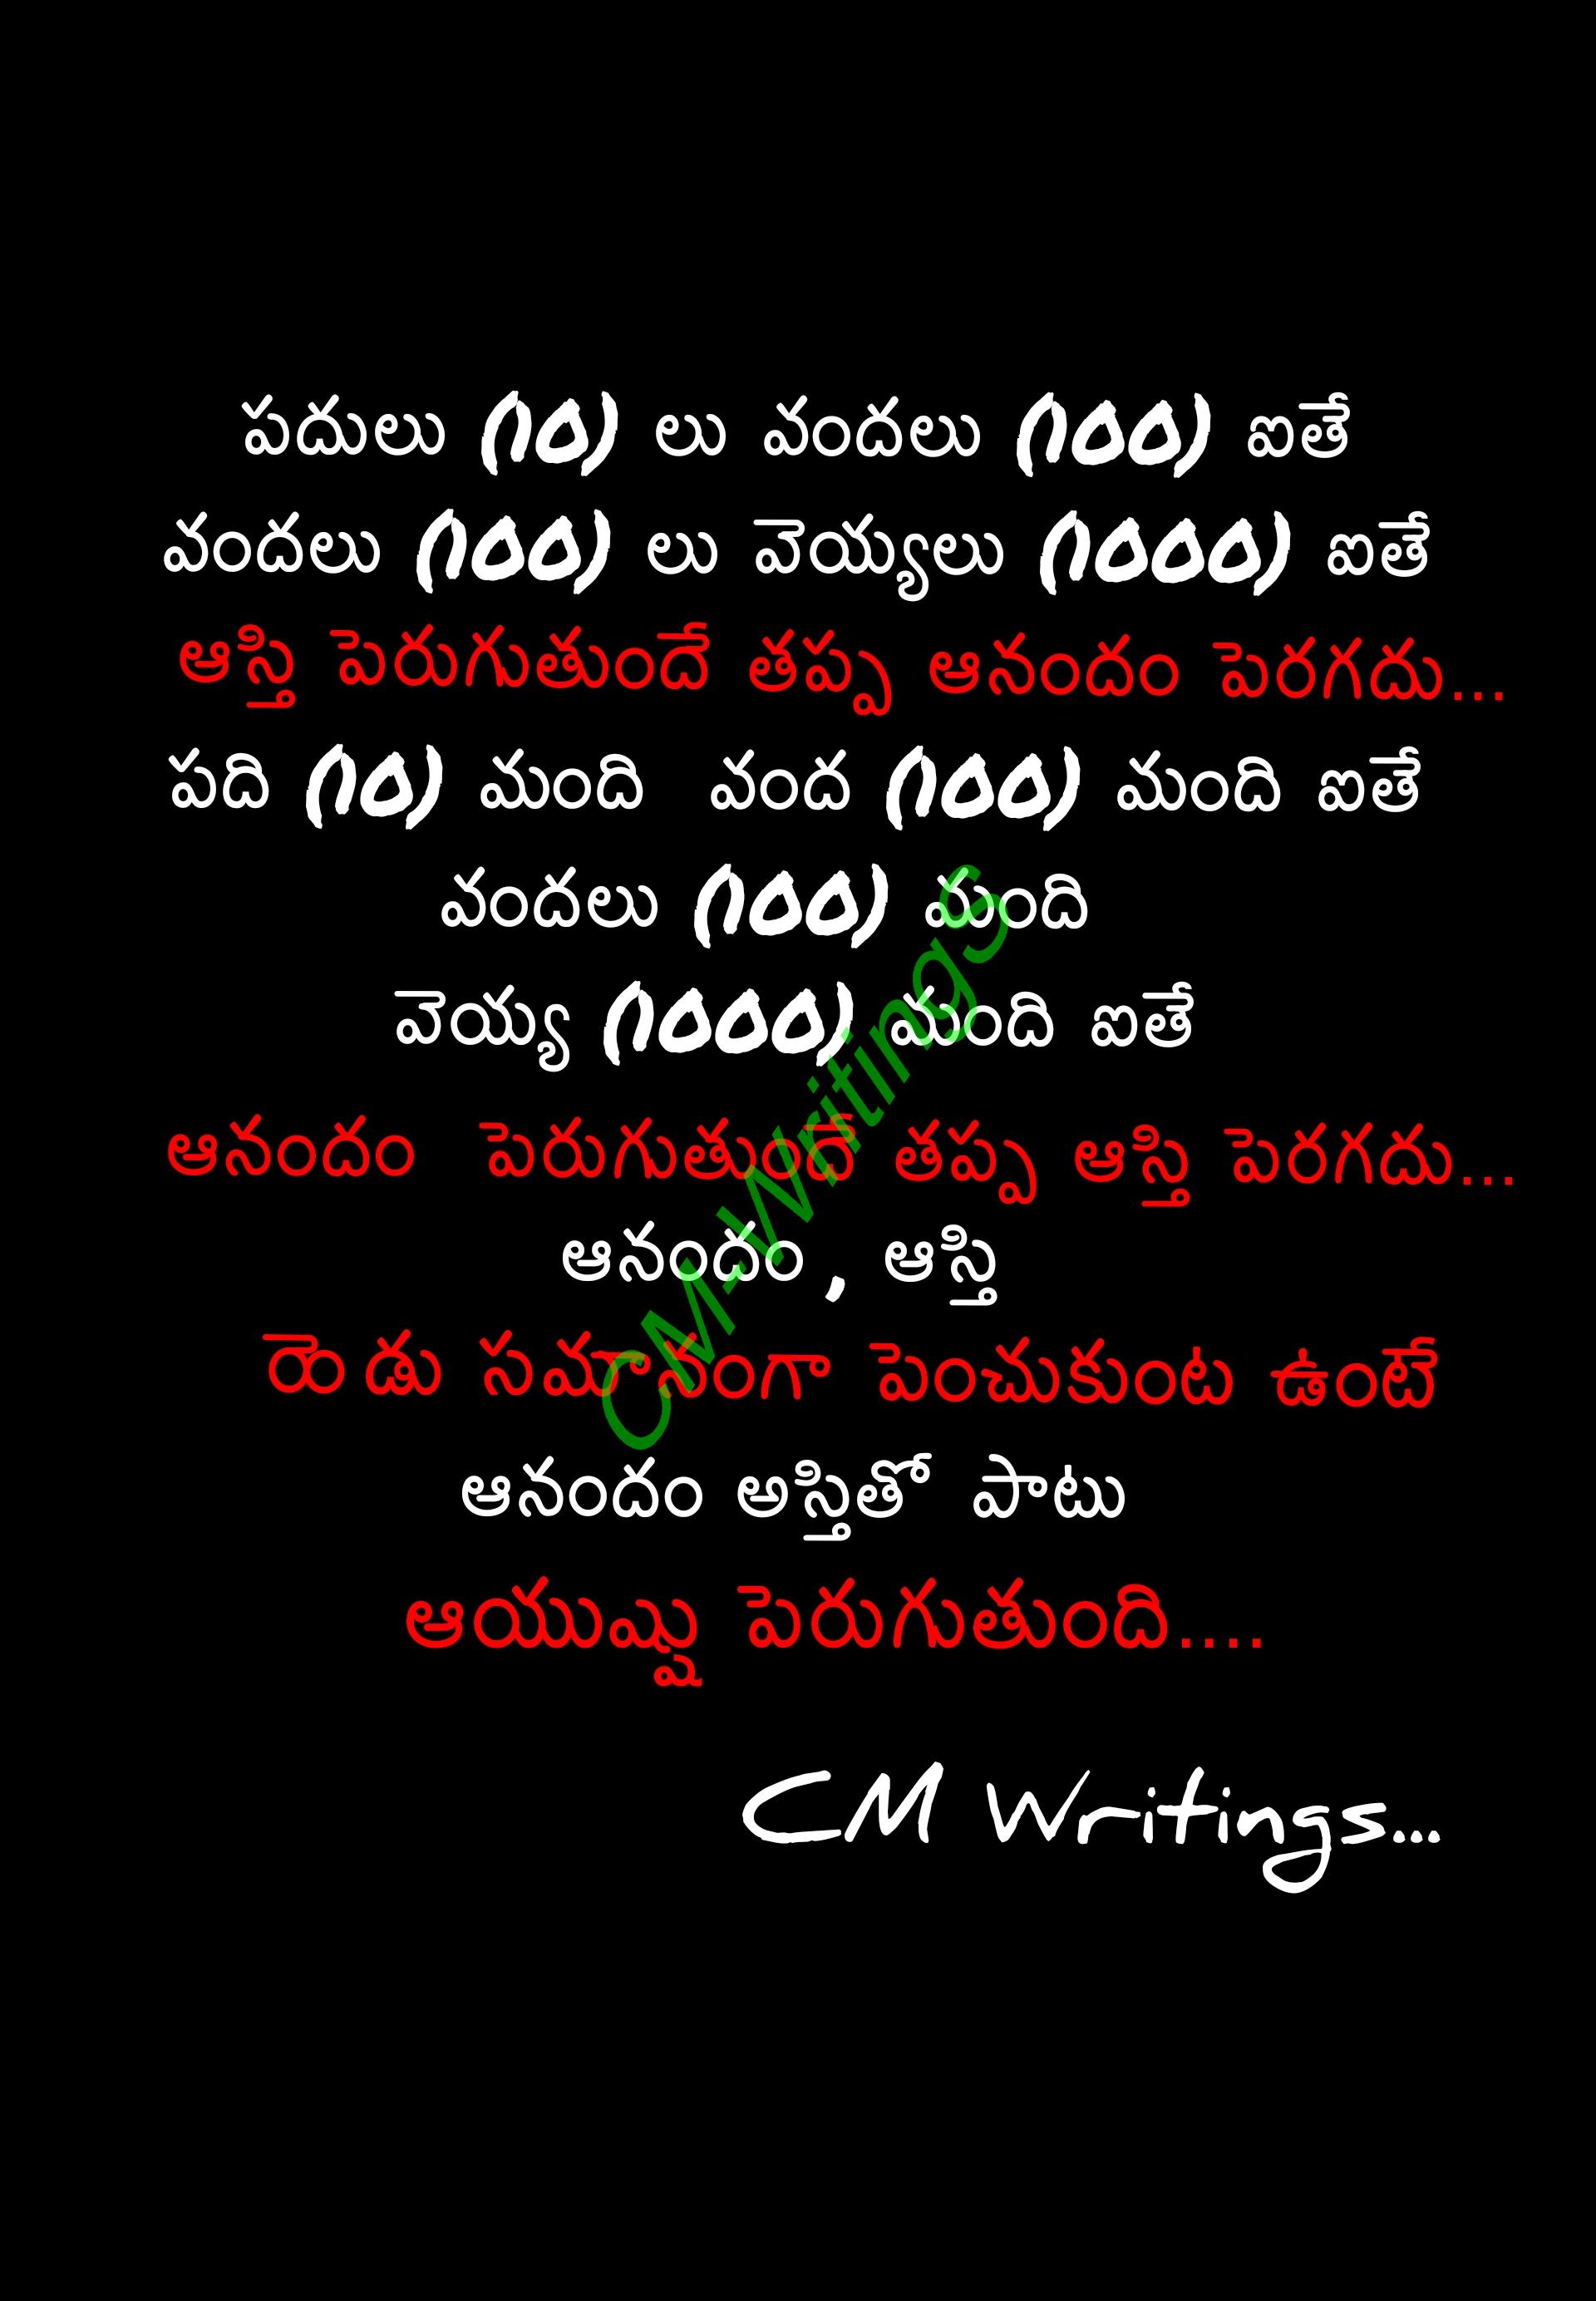 పదులు (10) లు వందలు (100) ఐతే
వందలు (100) లు వెయ్యులు (1000) ఐతే
ఆస్తి పెరుగుతుందే తప్ప ఆనందం పెరగదు...
పది (10) మంది వంద (100) మంది ఐతే
వందలు (100) మంది
వెయ్యి (1000) మంది ఐతే
ఆనందం పెరుగుతుందే తప్ప ఆస్తి పెరగదు...
ఆనందం , ఆస్తి
రెండు సమానంగా పెంచుకుంట ఉంటే
ఆనందం అస్తితో పాటు
ఆయుష్షు పెరుగుతుంది....
CM Writings...
CM Writings